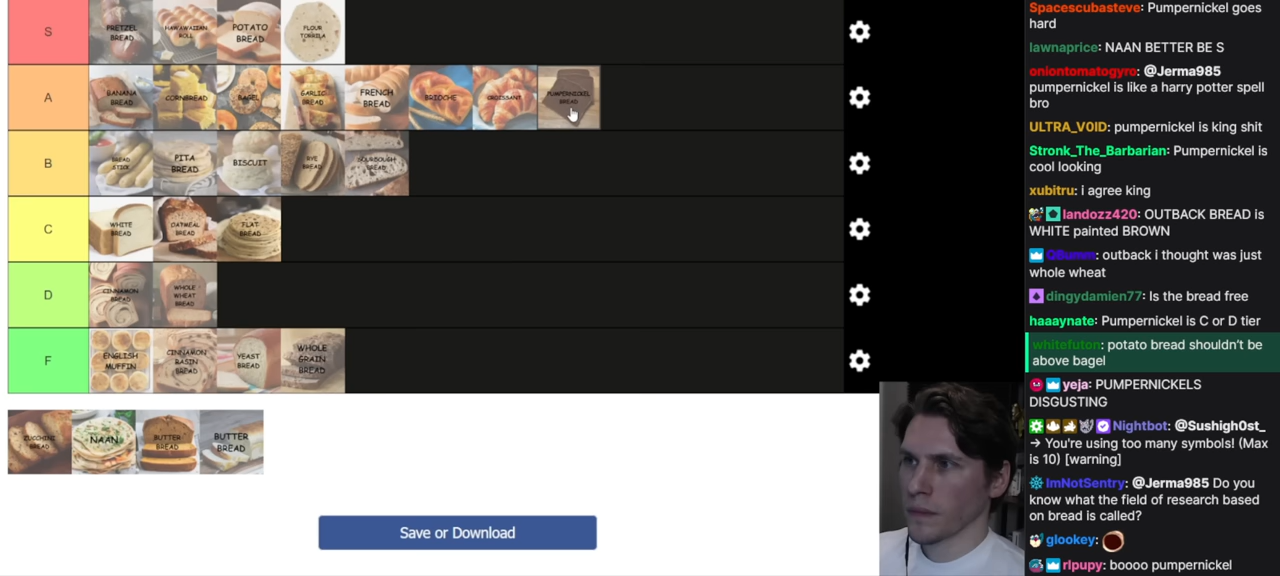 S
PRETZEL
BREAD
HAWAWAIIAN
ROLL
POTATO
BREAD
FLOUR
TORTILLA
A
BANANA
BREAD
CORNBREAD
BAGEL
GARLIC
BREAD
FRENCH
BREAD
BRIOCHE
CROISSANT
PUMPERNICKEL
BREAD
B
BREAD
STICK
PITA
BREAD
BISCUIT
RYE
BREAD
SOURDOUGH
BREAD
C
WHITE
BREAD
OATMEAL
BREAD
FLAT
BREAD
D
CINNAMON
BREAD
WHOLE
WHEAT
BREAD
F
ENGLISH
MUFFIN
CINNAMON
RASIN
BREAD
YEAST
BREAD
WHOLE
GRAIN
BREAD
ZUCCHINI
BREAD
NAAN
BUTTER
BREAD
BUTTER
BREAD
Save or Download
Spacescubasteve: Pumpernickel goes
hard
lawnaprice: NAAN BETTER BE S
oniontomatogyro: @Jerma985
pumpernickel is like a harry potter spell
bro
ULTRA_V0ID: pumpernickel is king shit
Stronk_The_Barbarian: Pumpernickel is
cool looking
xubitru: i agree king
landozz420: OUTBACK BREAD is
WHITE painted BROWN
QBumm: outback i thought was just
whole wheat
dingydamien77: Is the bread free
haaaynate: Pumpernickel is C or D tier
whitefuton: potato bread shouldn't be
above bagel
yeja: PUMPERNICKELS
DISGUSTING
Nightbot: @Sushigh0st_
→ You're using too many symbols! (Max
is 10) [warning]
ImNotSentry: @Jerma985 Do you
know what the field of research based
on bread is called?
glookey:
rlpupy: boooo pumpernickel